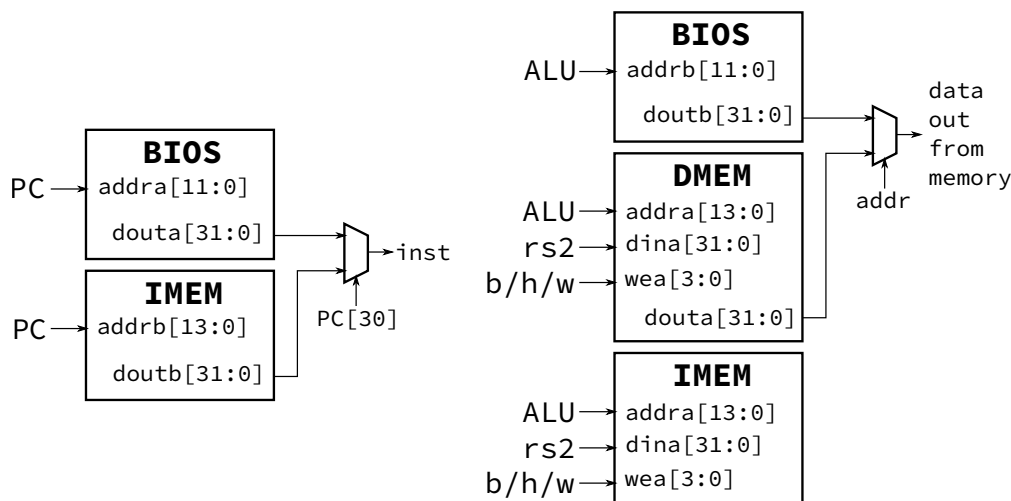 BIOS
PC
addra[11:0]
douta[31:0]
IMEM
PC
addrb[13:0]
doutb[31:0]
inst
PC[30]
BIOS
ALU
addrb[11:0]
doutb[31:0]
DMEM
ALU
addra[13:0]
rs2
dina[31:0]
b/h/w
wea[3:0]
douta[31:0]
data
out
from
memory
addr
IMEM
ALU
addra[13:0]
rs2
dina[31:0]
b/h/w
wea[3:0]